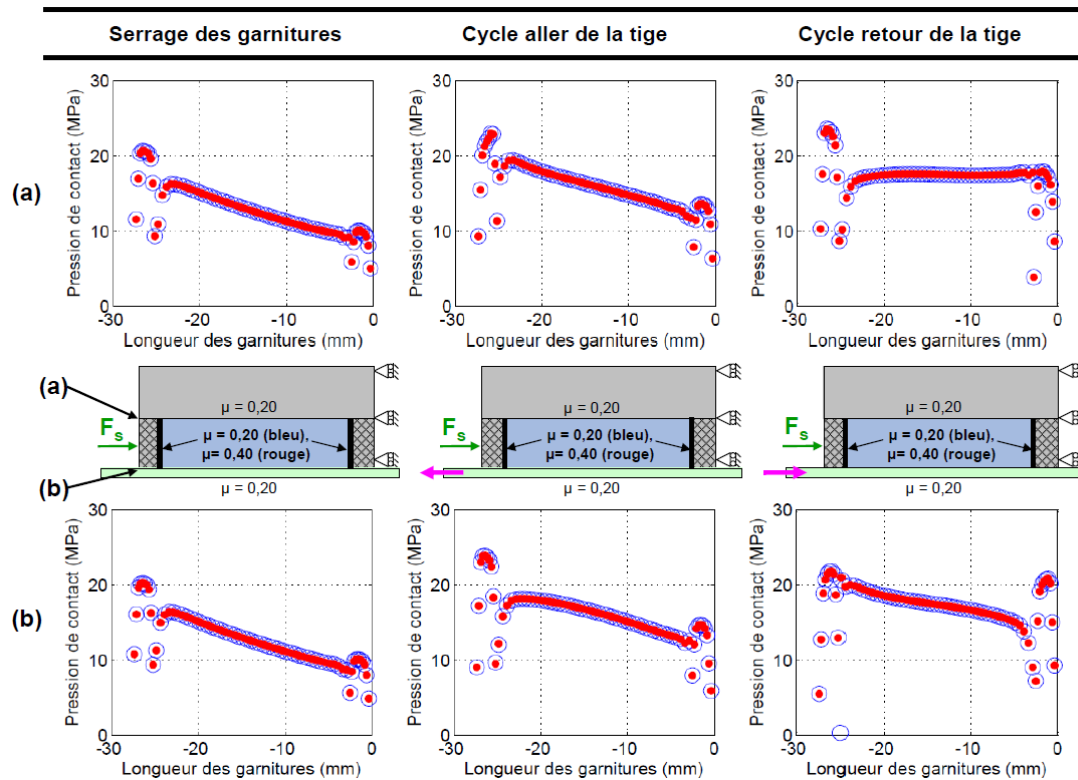 Serrage des garnitures Cycle aller de la tige Cycle retour de la tige
(a)
Pression de contact (MPa)
30
20
10
0
-30 -20 -10 0
Longueur des garnitures (mm)
Pression de contact (MPa)
30
20
10
0
-30 -20 -10 0
Longueur des garnitures (mm)
Pression de contact (MPa)
30
20
10
0
-30 -20 -10 0
Longueur des garnitures (mm)
(a)
(b)
µ = 0,20
Fs
µ = 0,20 (bleu),
µ= 0,40 (rouge)
µ = 0,20
µ = 0,20
Fs
µ = 0,20 (bleu),
µ= 0,40 (rouge)
µ = 0,20
µ = 0,20
Fs
µ = 0,20 (bleu),
µ= 0,40 (rouge)
µ = 0,20
(b)
Pression de contact (MPa)
30
20
10
0
-30 -20 -10 0
Longueur des garnitures (mm)
Pression de contact (MPa)
30
20
10
0
-30 -20 -10 0
Longueur des garnitures (mm)
Pression de contact (MPa)
30
20
10
0
-30 -20 -10 0
Longueur des garnitures (mm)